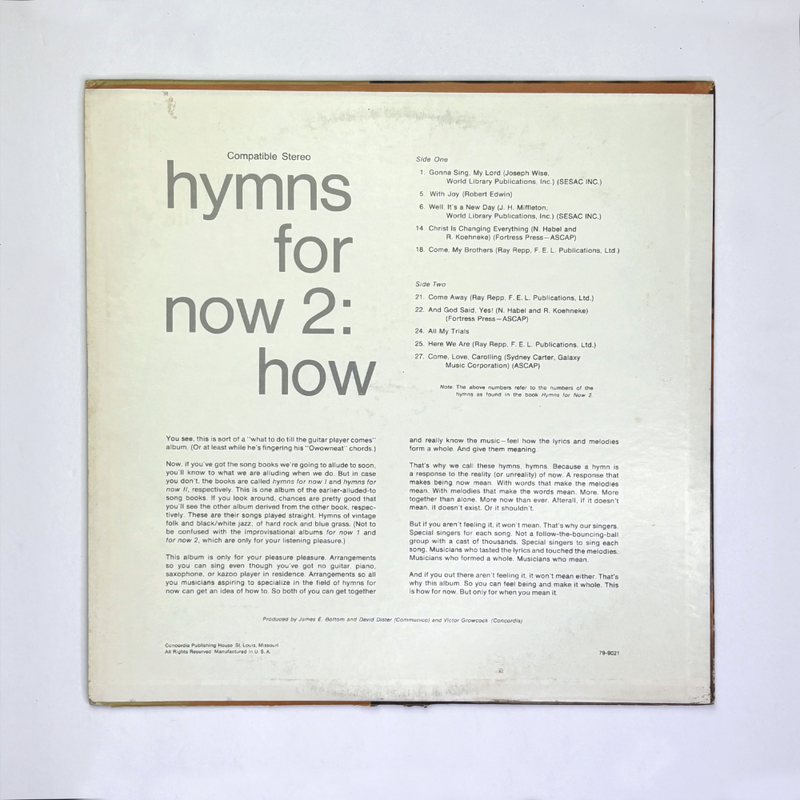 Compatible Stereo
hymns
for
now 2:
how
Side One
1. Gonna Sing, My Lord (Joseph Wise,
World Library Publications, Inc.) (SESAC INC.)
5. With Joy (Robert Edwin)
6. Well, It's a New Day (J. H. Miffleton,
World Library Publications, Inc.) (SESAC INC.)
14. Christ Is Changing Everything (N. Habel and
R. Koehneke) (Fortress Press—ASCAP)
18. Come, My Brothers (Ray Repp, F. E. L. Publications, Ltd.)
Side Two
21. Come Away (Ray Repp, F. E. L. Publications, Ltd.)
22. And God Said, Yes! (N. Habel and R. Koehneke)
(Fortress Press—ASCAP)
24. All My Trials
25. Here We Are (Ray Repp, F. E. L. Publications, Ltd.)
27. Come, Love, Carolling (Sydney Carter, Galaxy
Music Corporation) (ASCAP)
Note: The above numbers refer to the numbers of the
hymns as found in the book Hymns for Now 2.
You see, this is sort of a "what to do till the guitar player comes"
album. (Or at least while he's fingering his "Owowneat" chords.)
Now, if you've got the song books we're going to allude to soon,
you'll know to what we are alluding when we do. But in case
you don't, the books are called hymns for now I and hymns for
now II, respectively. This is one album of the earlier-alluded-to
song books. If you look around, chances are pretty good that
you'll see the other album derived from the other book, respec-
tively. These are their songs played straight. Hymns of vintage
folk and black/white jazz, of hard rock and blue grass. (Not to
be confused with the improvisational albums for now 1 and
for now 2, which are only for your listening pleasure.)
This album is only for your pleasure pleasure. Arrangements
so you can sing even though you've got no guitar, piano,
saxophone, or kazoo player in residence. Arrangements so all
you musicians aspiring to specialize in the field of hymns for
now can get an idea of how to. So both of you can get together
and really know the music—feel how the lyrics and melodies
form a whole. And give them meaning.
That's why we call these hymns, hymns. Because a hymn is
a response to the reality (or unreality) of now. A response that
makes being now mean. With words that make the melodies
mean. With melodies that make the words mean. More. More
together than alone. More now than ever. Afterall, if it doesn't
mean, it doesn't exist. Or it shouldn't.
But if you aren't feeling it, it won't mean. That's why our singers.
Special singers for each song. Not a follow-the-bouncing-ball
group with a cast of thousands. Special singers to sing each
song. Musicians who tasted the lyrics and touched the melodies.
Musicians who formed a whole. Musicians who mean.
And if you out there aren't feeling it, it won't mean either. That's
why this album. So you can feel being and make it whole. This
is how for now. But only for when you mean it.
Produced by James E. Bottom and David Gister (Communico) and Victor Growcock (Concordia)
Concordia Publishing House St. Louis, Missouri
All Rights Reserved Manufactured in U.S.A.
79-9021